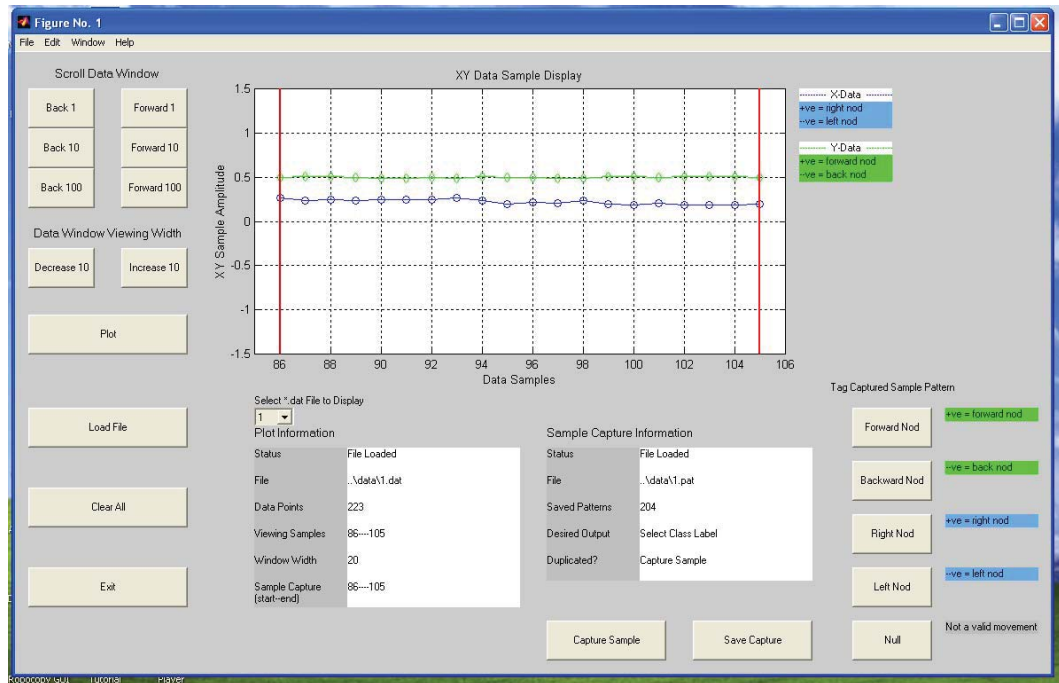 Figure No. 1
File Edit Window Help
Scroll Data Window
Back 1
Forward 1
Back 10
Forward 10
Back 100
Forward 100
Data Window Viewing Width
Decrease 10
Increase 10
Plot
Load File
Clear All
Exit
XY Data Sample Display
XY Sample Amplitude
1.5
1
0.5
0
-0.5
-1
-1.5
86 88 90 92 94 96 98 100 102 104 106
Data Samples
X-Data
+ve = right nod
--ve = left nod
Y-Data
+ve = forward nod
--ve = back nod
Select *.dat File to Display
1
Plot Information
Status File Loaded
File ..\data\1.dat
Data Points 223
Viewing Samples 86----105
Window Width 20
Sample Capture 86----105
(start--end)
Sample Capture Information
Status File Loaded
File ..\data\1.pat
Saved Patterns 204
Desired Output Select Class Label
Duplicated? Capture Sample
Capture Sample
Save Capture
Tag Captured Sample Pattern
Forward Nod
+ve = forward nod
Backward Nod
--ve = back nod
Right Nod
+ve = right nod
Left Nod
--ve = left nod
Null
Not a valid movement
Robocopy GUI Tutorial Player